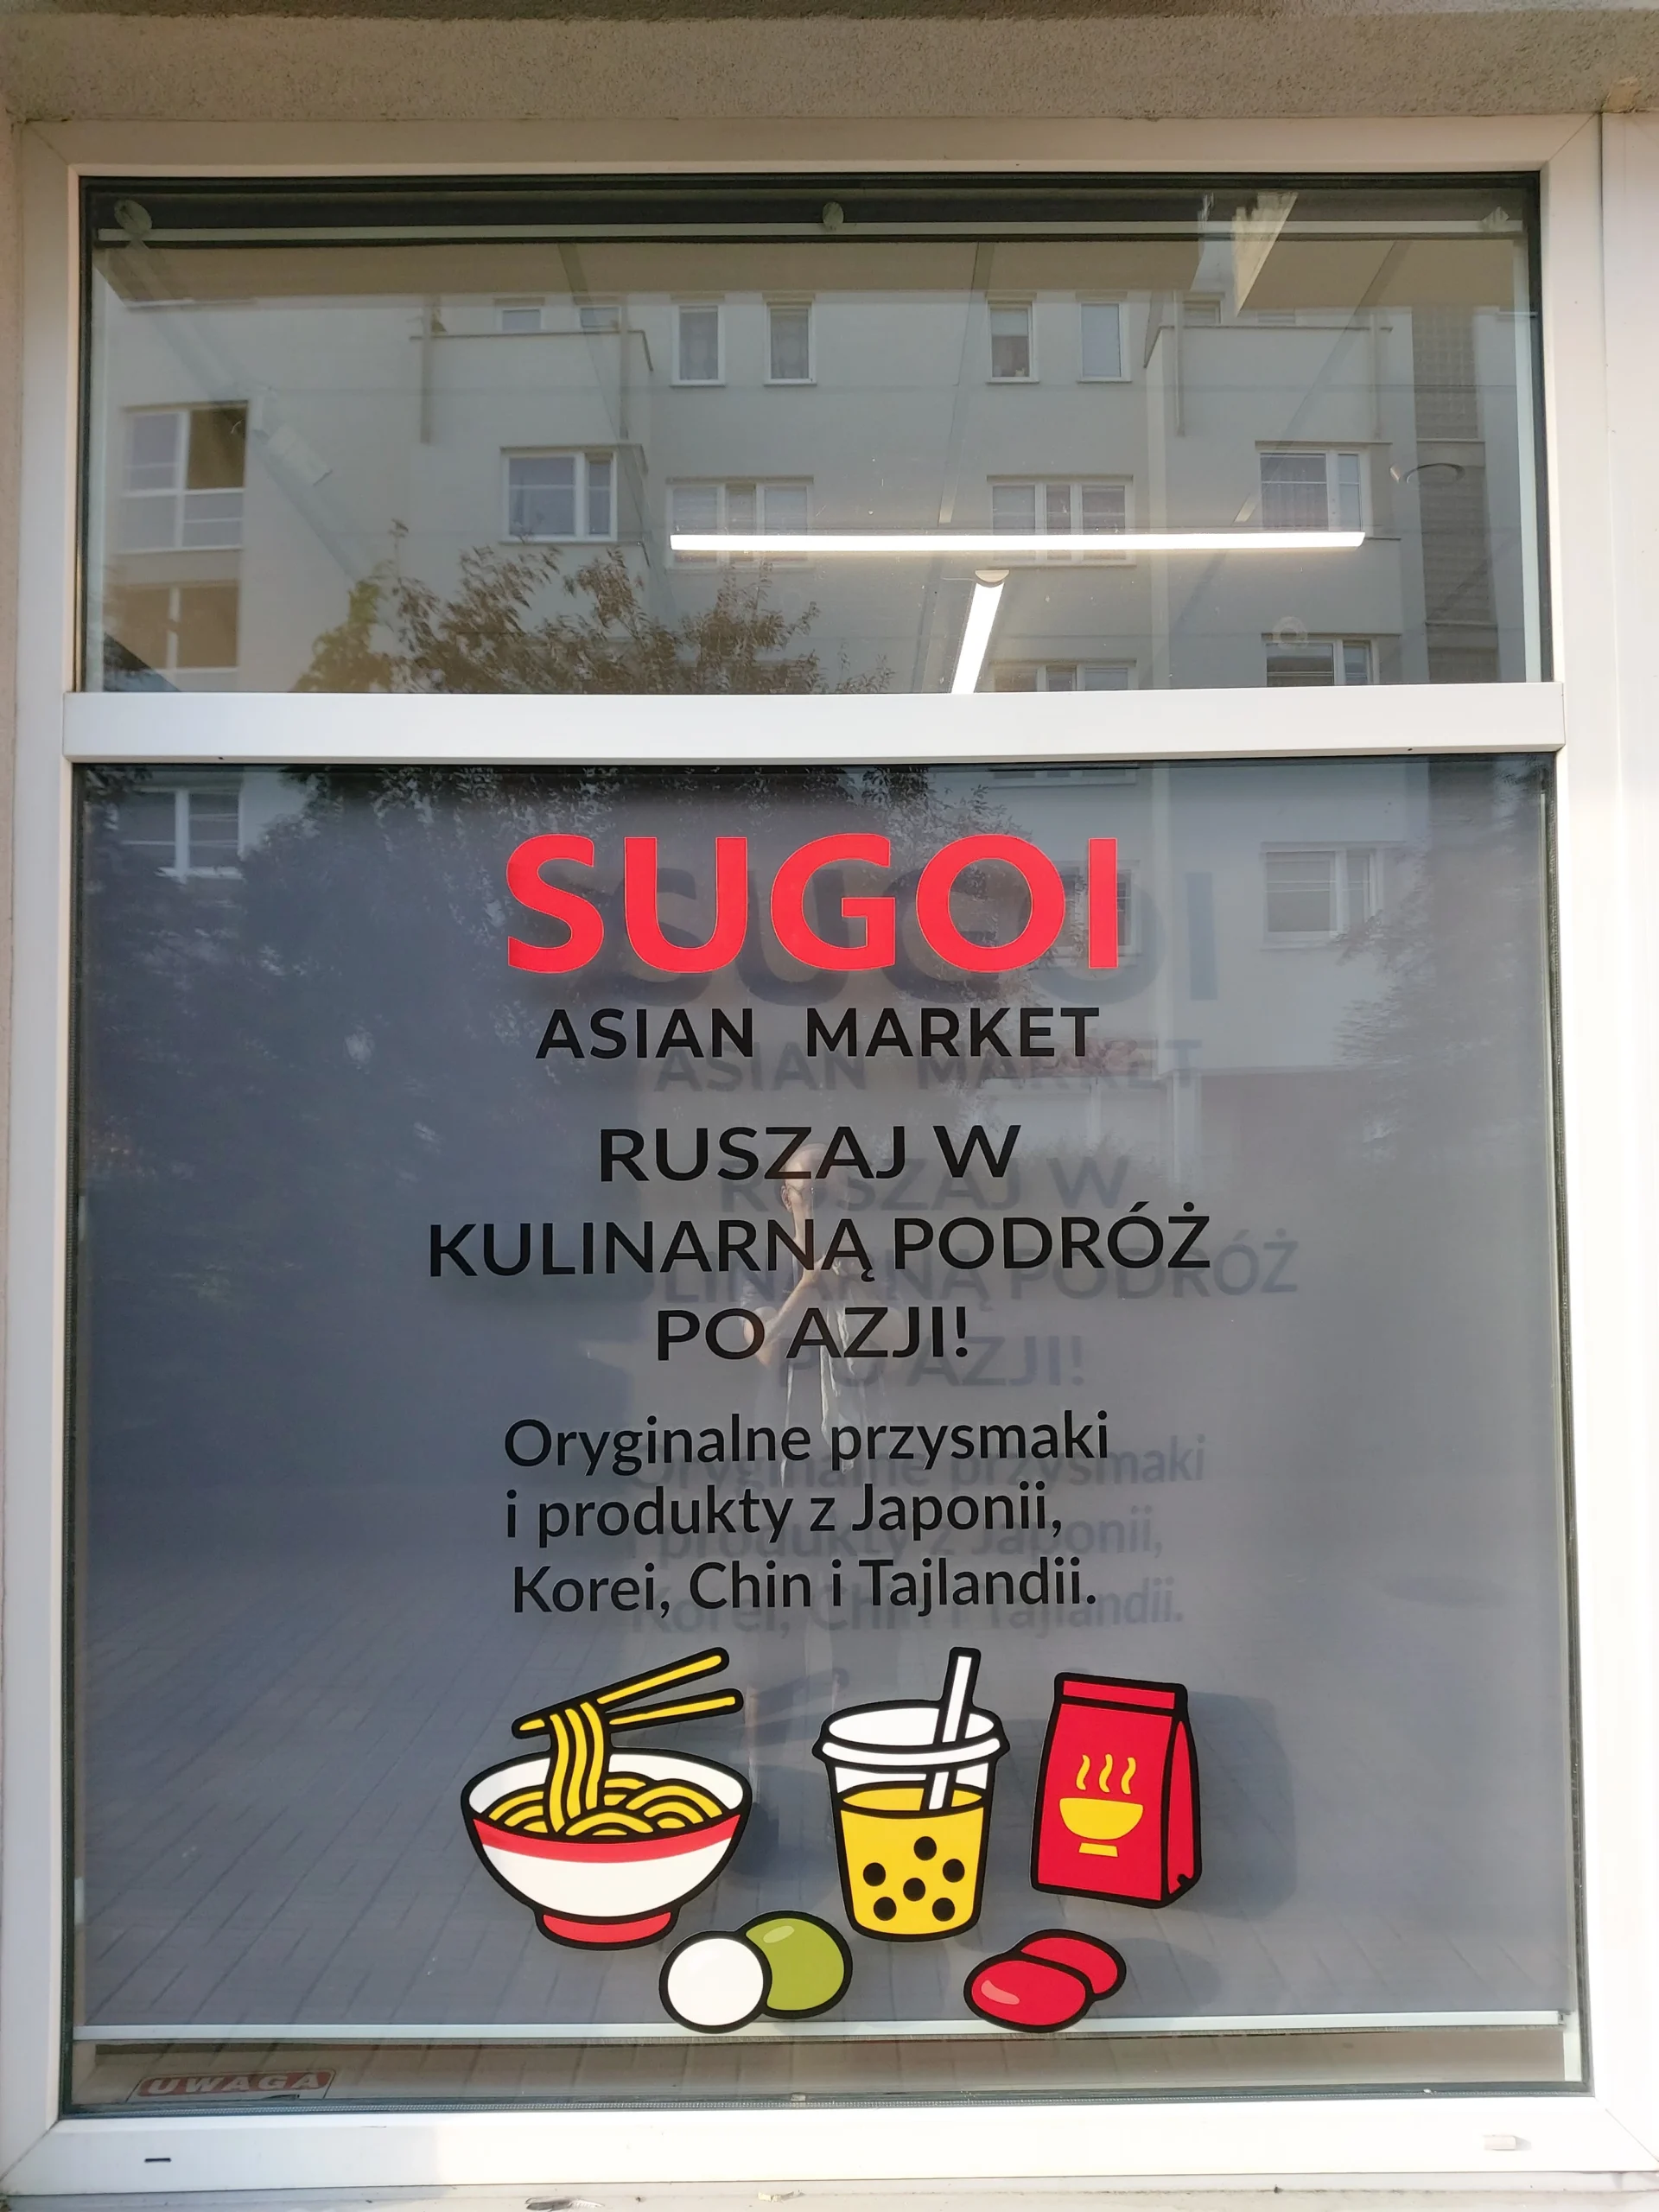 SUGOI
ASIAN MARKET
RUSZAJ W
KULINARNĄ PODRÓŻ
PO AZJI!
Oryginalne przysmaki
i produkty z Japonii,
Korei, Chin i Tajlandii.
UWAGA